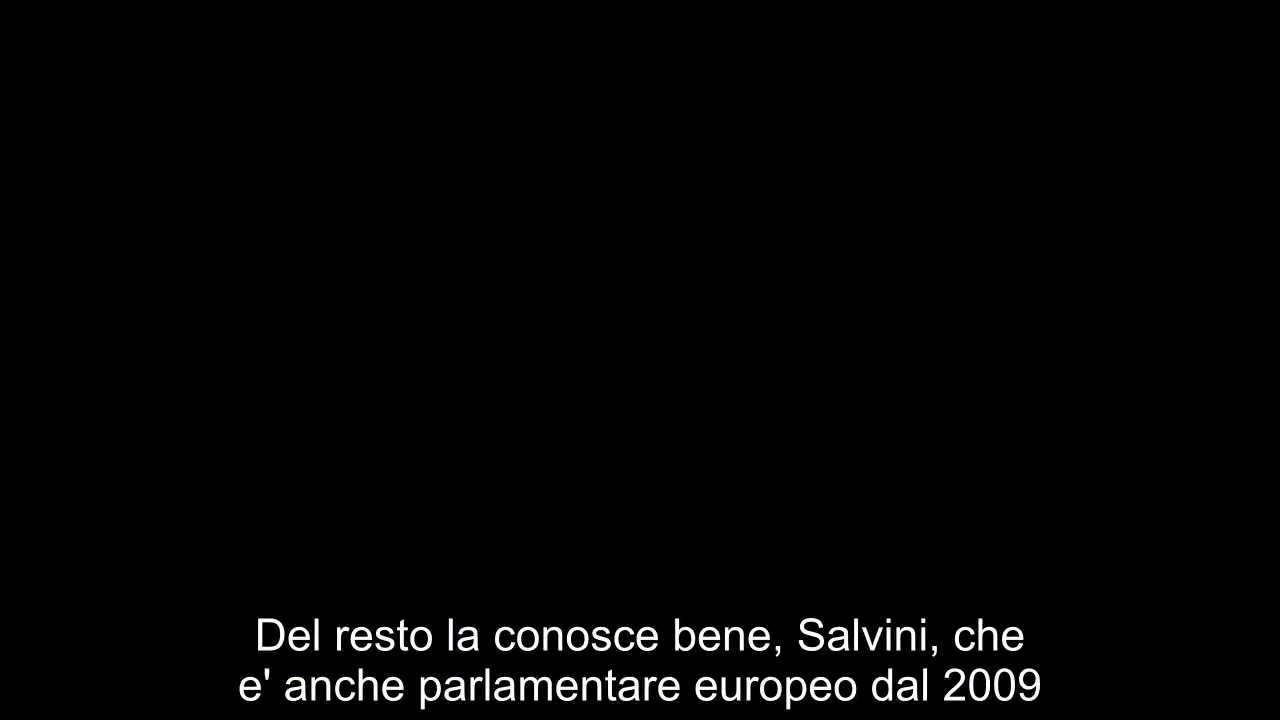 Del resto la conosce bene, Salvini, che
e' anche parlamentare europeo dal 2009